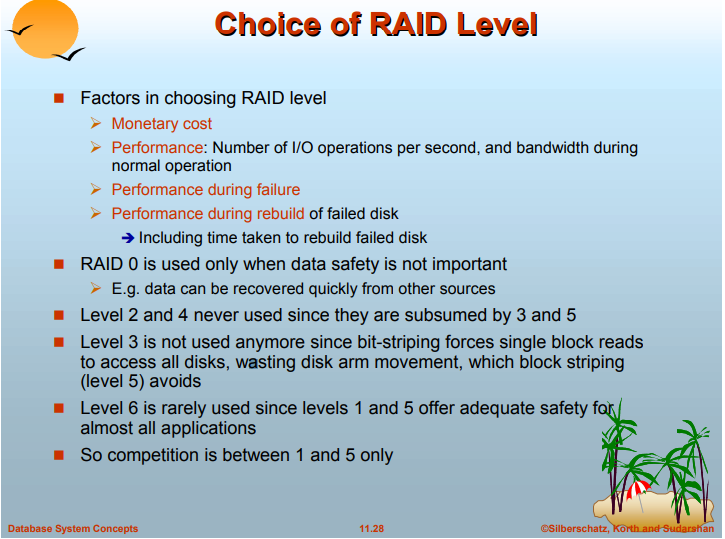 Choice of RAID Level
Factors in choosing RAID level
Monetary cost
Performance: Number of I/O operations per second, and bandwidth during
normal operation
Performance during failure
Performance during rebuild of failed disk
Including time taken to rebuild failed disk
RAID 0 is used only when data safety is not important
E.g. data can be recovered quickly from other sources
Level 2 and 4 never used since they are subsumed by 3 and 5
Level 3 is not used anymore since bit-striping forces single block reads
to access all disks, wasting disk arm movement, which block striping
(level 5) avoids
Level 6 is rarely used since levels 1 and 5 offer adequate safety for
almost all applications
So competition is between 1 and 5 only
Database System Concepts
11.28
©Silberschatz, Korth and Sudarshan